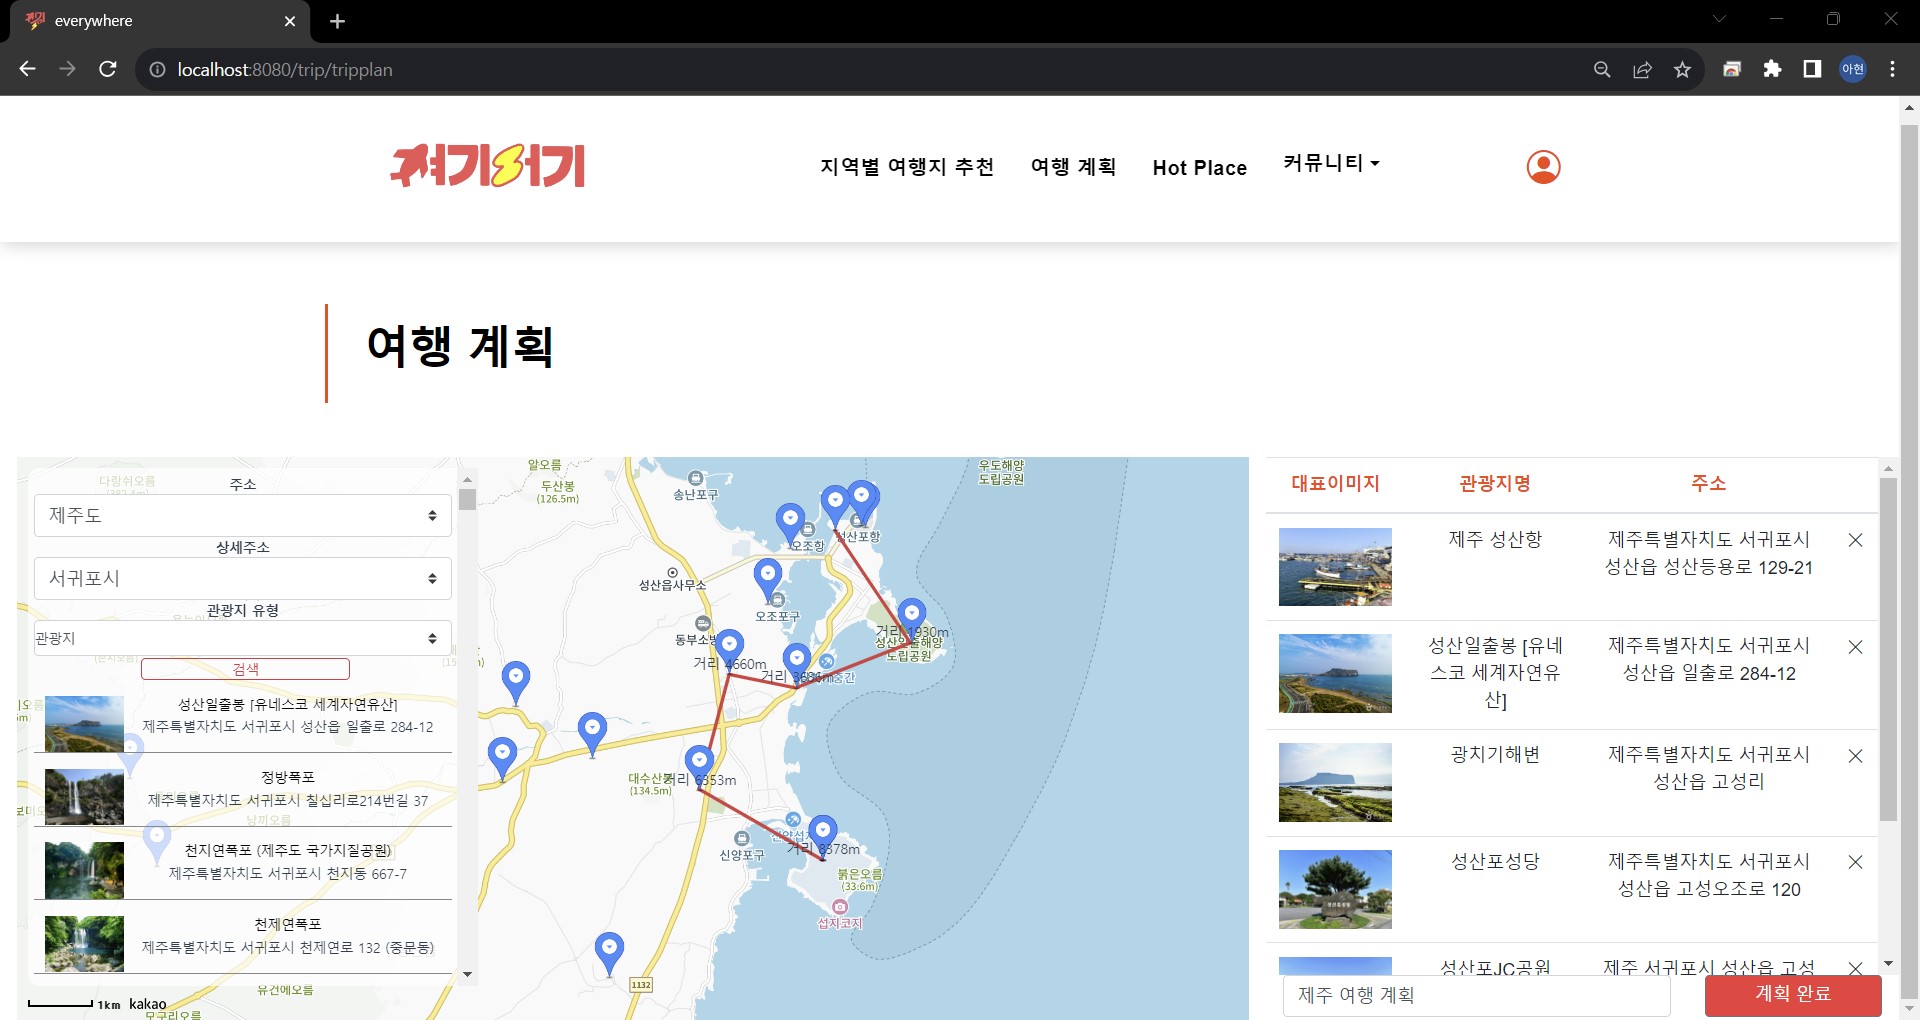 everywhere
localhost:8080/trip/tripplan
아현
져기어기
지역별 여행지 추천
여행 계획
Hot Place
커뮤니티
여행 계획
주소
제주도
상세주소
서귀포시
관광지 유형
관광지
검색
성산일출봉 [유네스코 세계자연유산]
제주특별자치도 서귀포시 성산읍 일출로 284-12
정방폭포
제주특별자치도 서귀포시 칠십리로214번길 37
천지연폭포 (제주도 국가지질공원)
제주특별자치도 서귀포시 천지동 667-7
천제연폭포
제주특별자치도 서귀포시 천제연로 132 (중문동)
다랑쉬오름
낭끼오름
유건에오름
모구리오름
1km kakao
알오름
두산봉
(126.5m)
송난포구
우도해양
도립공원
오조항
성산포항
성산읍사무소
오조포구
동부소방
거리 1930m
성산일출해양
도립공원
거리 4660m
거리 3686m
거리 6353m
대수산봉
(134.5m)
거리 8378m
신양포구
붉은오름
(33.6m)
섭지코지
1132
대표이미지
관광지명
주소
제주 성산항
제주특별자치도 서귀포시
성산읍 성산등용로 129-21
성산일출봉 [유네
스코 세계자연유
산]
제주특별자치도 서귀포시
성산읍 일출로 284-12
광치기해변
제주특별자치도 서귀포시
성산읍 고성리
성산포성당
제주특별자치도 서귀포시
성산읍 고성오조로 120
성산포JC공원
제주 서귀포시 성산읍 고성
제주 여행 계획
계획 완료